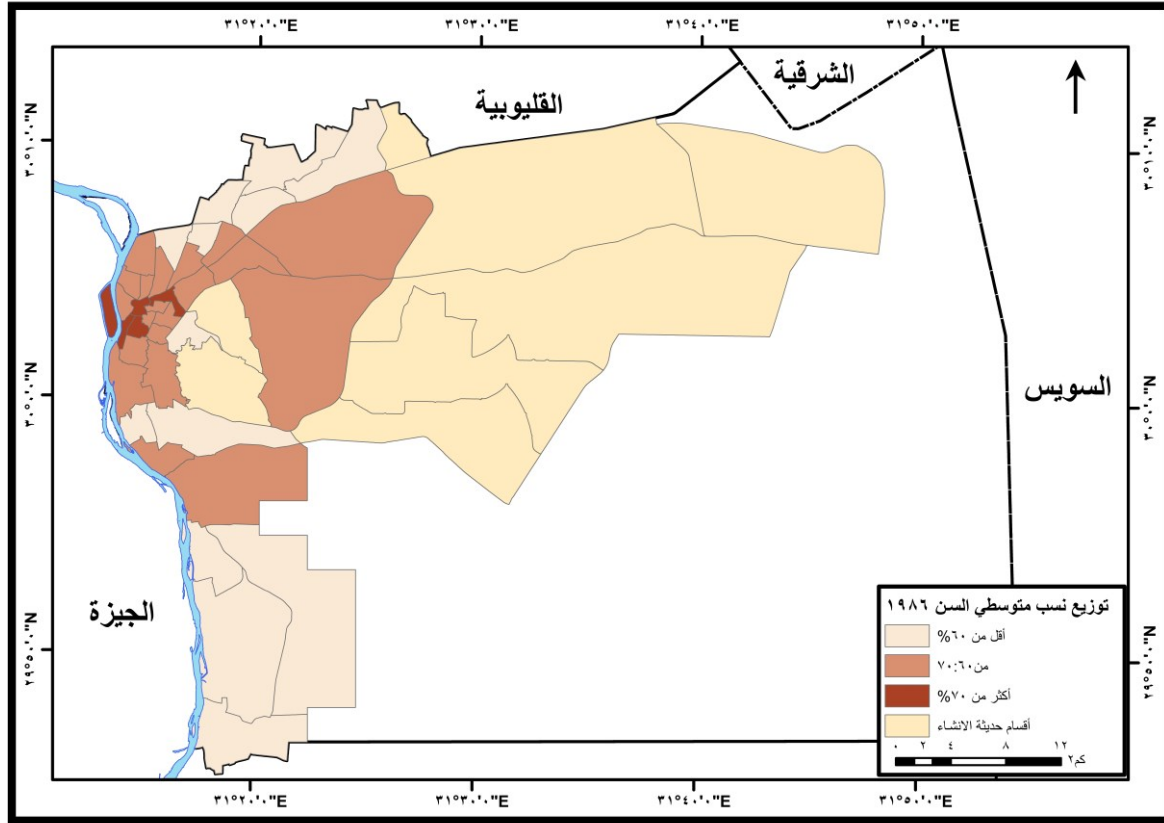 ٣١°٢٠'٠"E ٣١°٣٠'٠"E ٣١°٤٠'٠"E ٣١°٥٠'٠"E
الشرقية
القليوبية
٣٠°١٠'٠"N
٣٠°١٠'٠"N
السويس
٣٠°٠'٠"N
٣٠°٠'٠"N
الجيزة
٢٩°٥٠'٠"N
٢٩°٥٠'٠"N
توزيع نسب متوسطي السن ١٩٨٦
أقل من ٦٠%
من٧٠:٦٠
أكثر من ٧٠%
أقسام حديثة الانشاء
٠ ٢ ٤ ٨ ١٢
كم٢
٣١°٢٠'٠"E ٣١°٣٠'٠"E ٣١°٤٠'٠"E ٣١°٥٠'٠"E